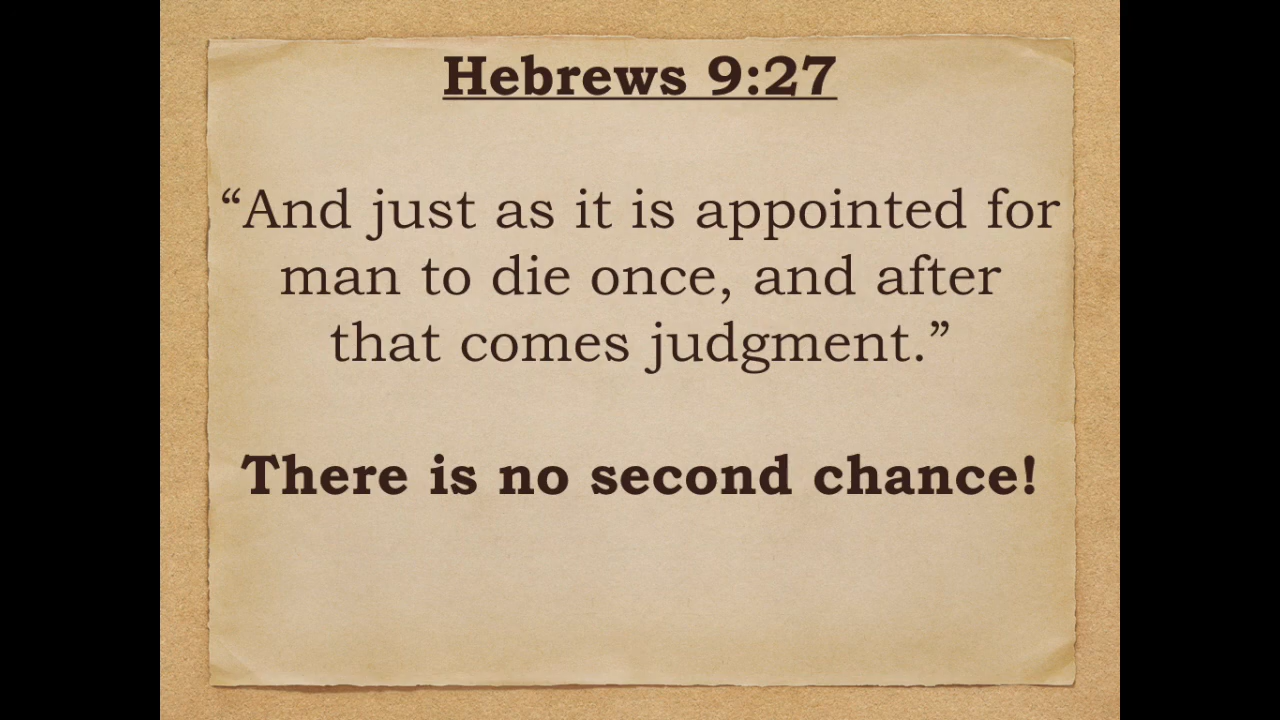 Hebrews 9:27
“And just as it is appointed for
man to die once, and after
that comes judgment.”
There is no second chance!